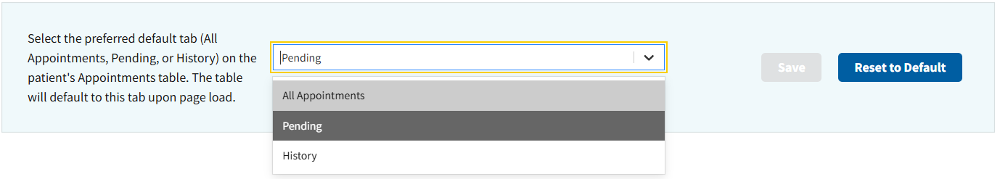 Select the preferred default tab (All
Appointments, Pending, or History) on the
patient's Appointments table. The table
will default to this tab upon page load.
Pending
All Appointments
Pending
History
Save
Reset to Default